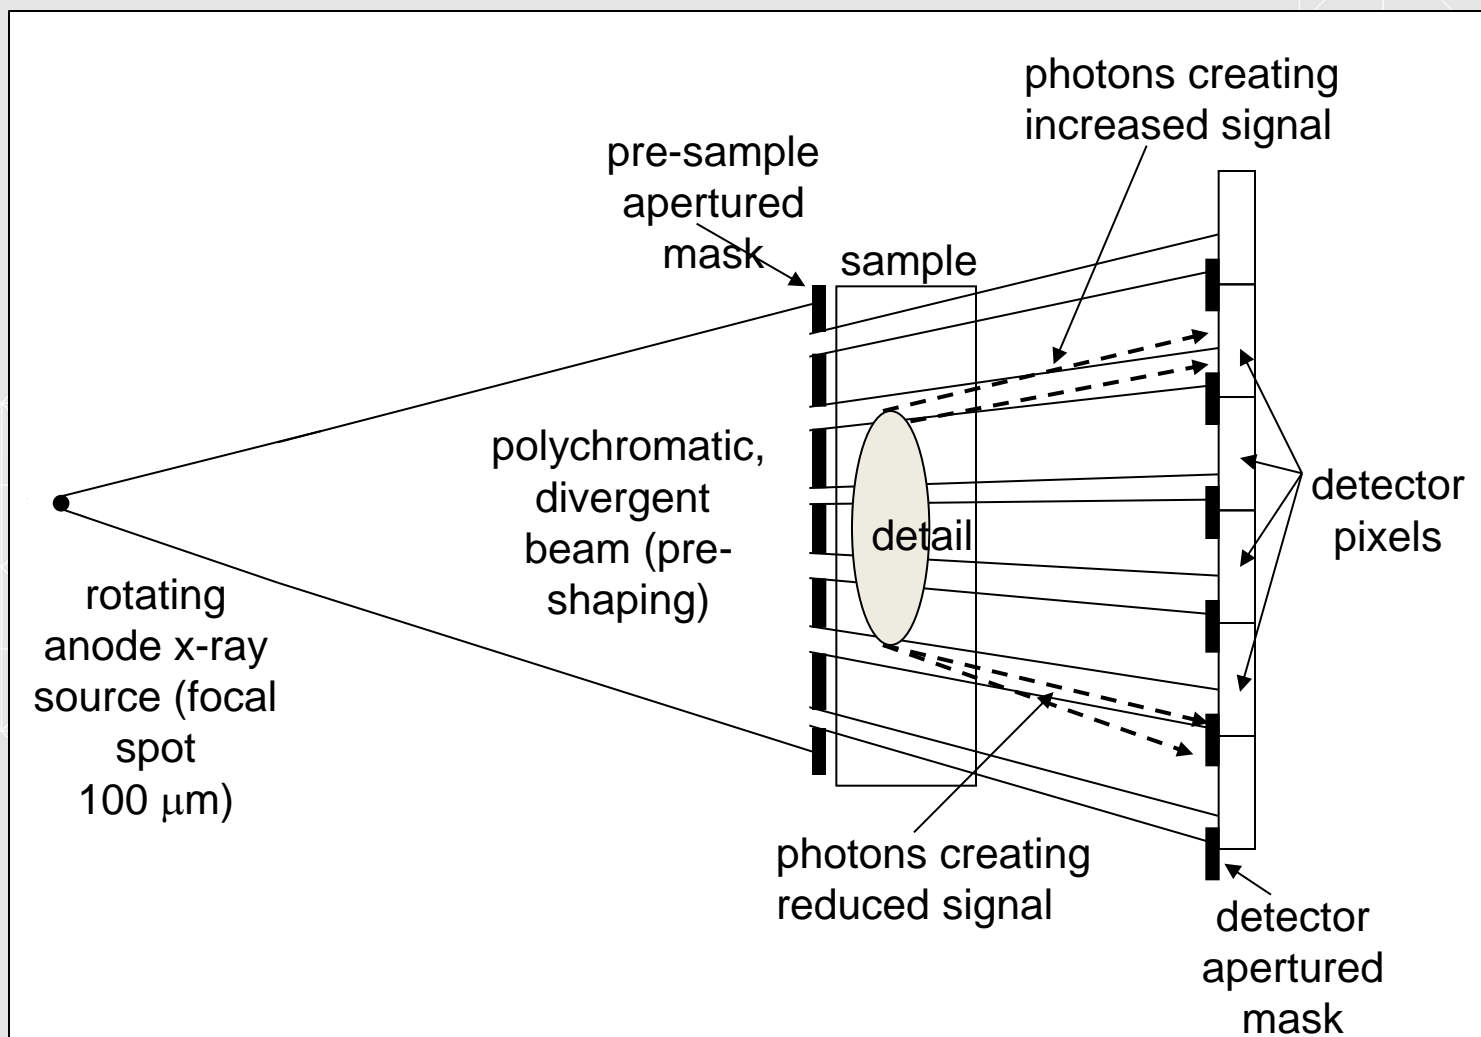 photons creating
increased signal
pre-sample
apertured
mask
sample
polychromatic,
divergent
beam (pre-
shaping)
detail
detector
pixels
rotating
anode x-ray
source (focal
spot
100 μm)
photons creating
reduced signal
detector
apertured
mask